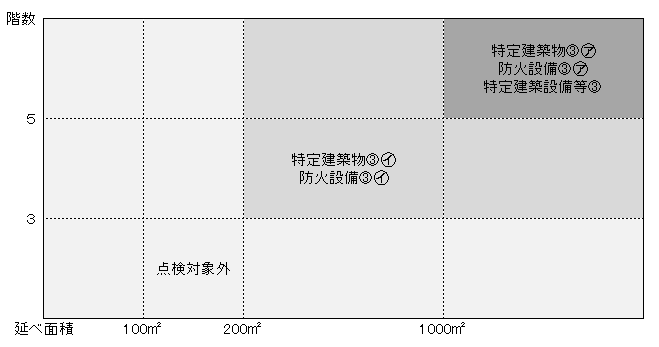 階数
特定建築物③㋐
防火設備③㋐
特定建築設備等③
5
特定建築物③㋑
防火設備③㋑
3
点検対象外
延べ面積 100㎡ 200㎡ 1000㎡